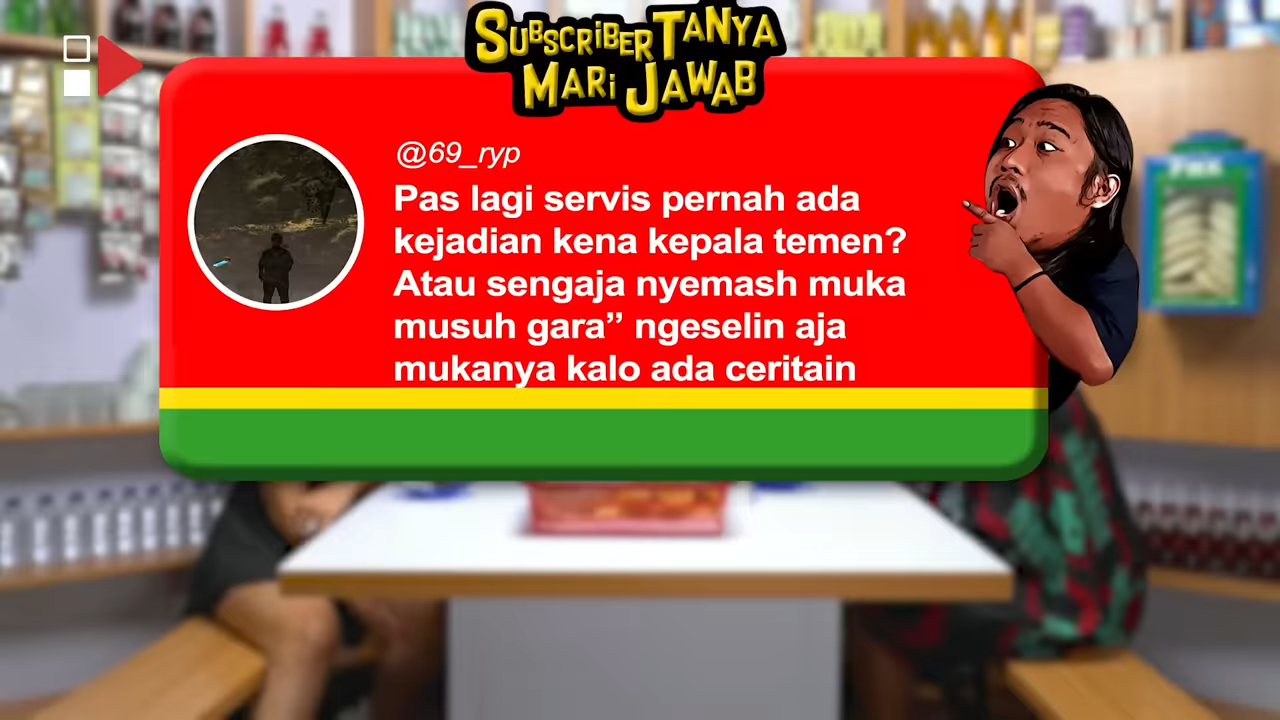 SUBSCRIBER TANYA
MARI JAWAB
@69_ryp
Pas lagi servis pernah ada
kejadian kena kepala temen?
Atau sengaja nyemash muka
musuh gara” ngeselin aja
mukanya kalo ada ceritain